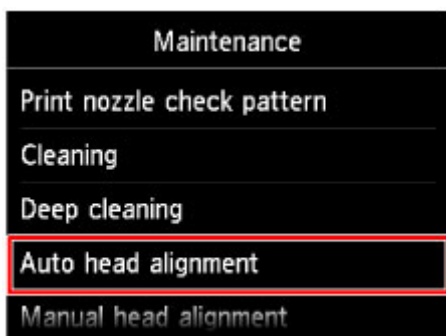 Maintenance
Print nozzle check pattern
Cleaning
Deep cleaning
Auto head alignment
Manual head alignment